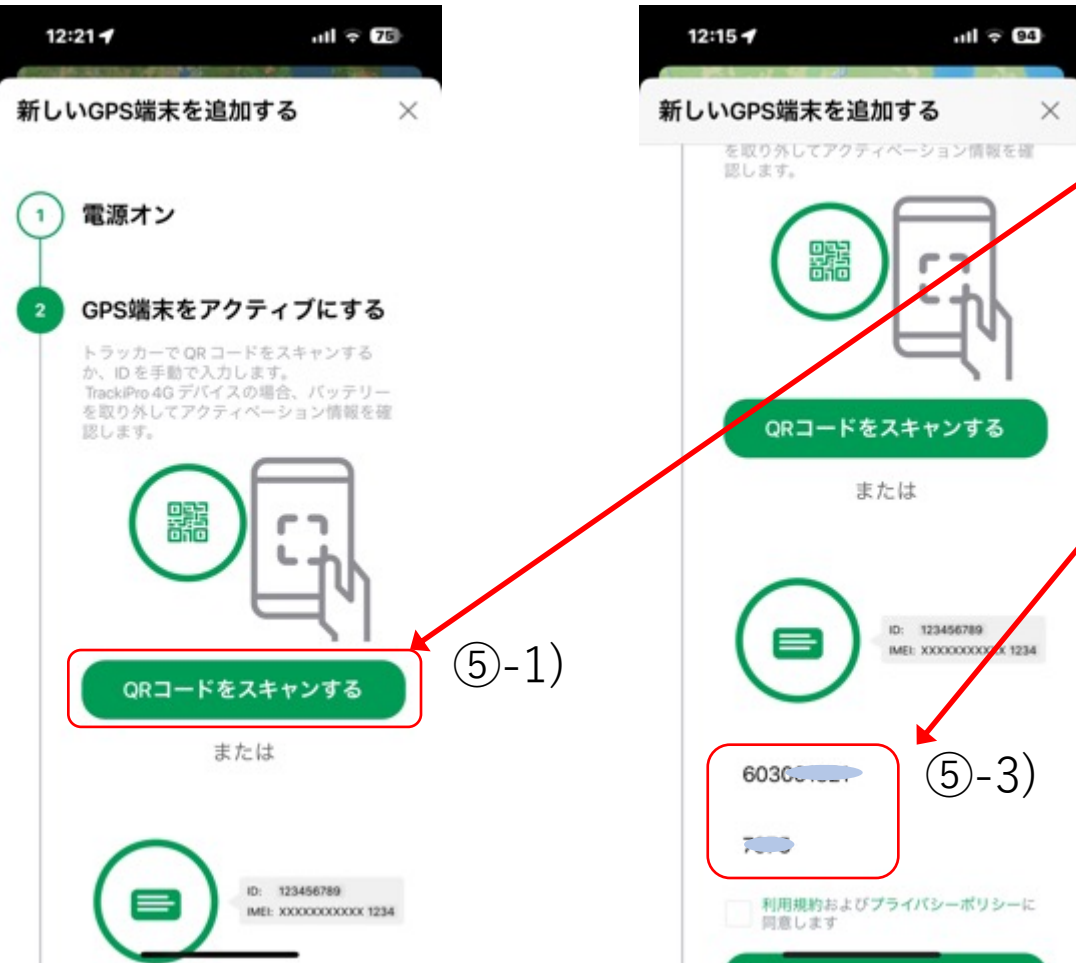 12:21
75
新しいGPS端末を追加する
1
電源オン
2
GPS端末をアクティブにする
トラッカーでQRコードをスキャンする
か、IDを手動で入力します。
TrackiPro 4G デバイスの場合、バッテリー
を取り外してアクティベーション情報を確
認します。
QRコードをスキャンする
⑤-1)
または
ID: 123456789
IMEI: XXXXXXXXXXX 1234
12:15
94
新しいGPS端末を追加する
を取り外してアクティベーション情報を確
認します。
QRコードをスキャンする
または
ID: 123456789
IMEI: XXXXXXXXXXX 1234
⑤-3)
利用規約およびプライバシーポリシーに
同意します